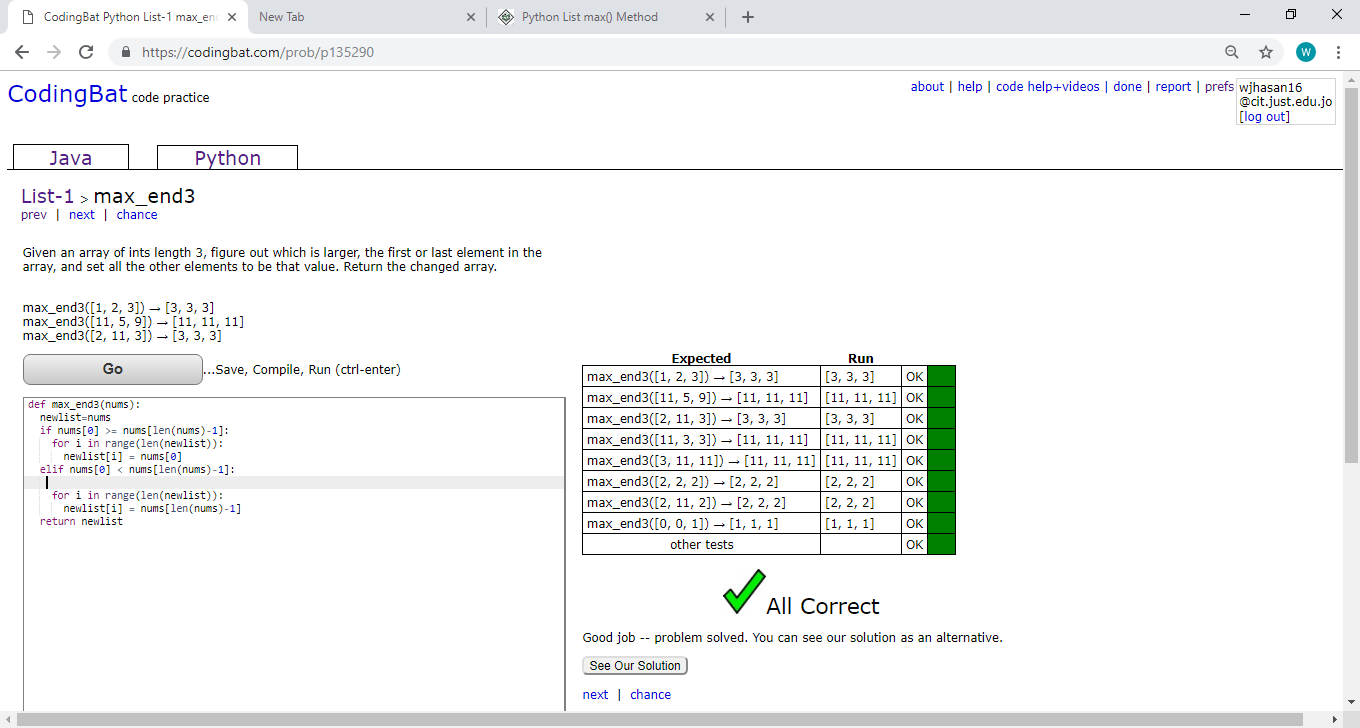 CodingBat Python List-1 max_en
New Tab
Python List max() Method
https://codingbat.com/prob/p135290
W
CodingBat code practice
about | help | code help+videos | done | report | prefs
wjhasan16
@cit.just.edu.jo
[log out]
Java
Python
List-1 > max_end3
prev | next | chance
Given an array of ints length 3, figure out which is larger, the first or last element in the
array, and set all the other elements to be that value. Return the changed array.
max_end3([1, 2, 3]) → [3, 3, 3]
max_end3([11, 5, 9]) → [11, 11, 11]
max_end3([2, 11, 3]) → [3, 3, 3]
Go
...Save, Compile, Run (ctrl-enter)
def max_end3(nums):
  newlist=nums
  if nums[0] >= nums[len(nums)-1]:
    for i in range(len(newlist)):
      newlist[i] = nums[0]
  elif nums[0] < nums[len(nums)-1]:
    for i in range(len(newlist)):
      newlist[i] = nums[len(nums)-1]
  return newlist
Expected Run
max_end3([1, 2, 3]) → [3, 3, 3] [3, 3, 3] OK
max_end3([11, 5, 9]) → [11, 11, 11] [11, 11, 11] OK
max_end3([2, 11, 3]) → [3, 3, 3] [3, 3, 3] OK
max_end3([11, 3, 3]) → [11, 11, 11] [11, 11, 11] OK
max_end3([3, 11, 11]) → [11, 11, 11] [11, 11, 11] OK
max_end3([2, 2, 2]) → [2, 2, 2] [2, 2, 2] OK
max_end3([2, 11, 2]) → [2, 2, 2] [2, 2, 2] OK
max_end3([0, 0, 1]) → [1, 1, 1] [1, 1, 1] OK
other tests OK
All Correct
Good job -- problem solved. You can see our solution as an alternative.
See Our Solution
next | chance